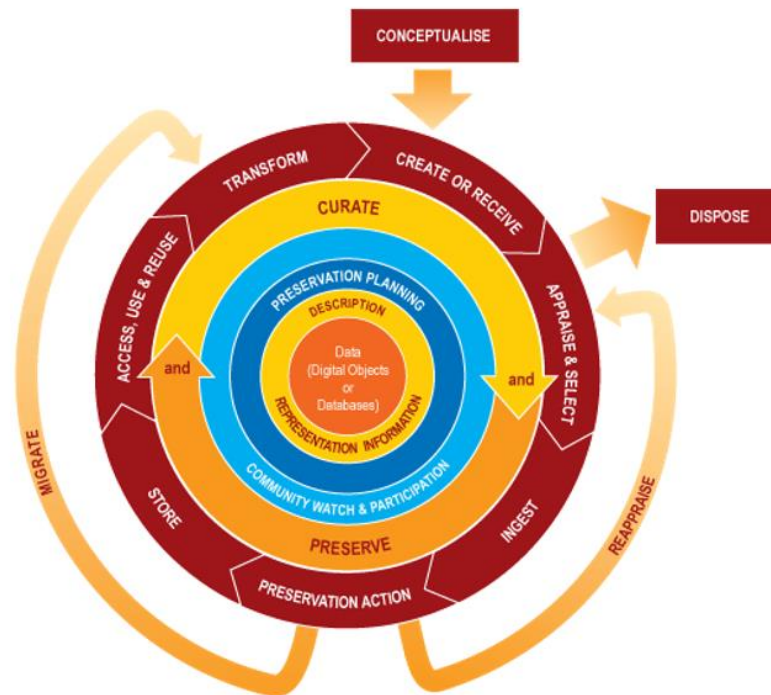 CONCEPTUALISE
CREATE OR RECEIVE
DISPOSE
APPRAISE & SELECT
REAPPRAISE
INGEST
PRESERVATION ACTION
MIGRATE
STORE
ACCESS, USE & REUSE
TRANSFORM
CURATE
and
PRESERVE
and
COMMUNITY WATCH & PARTICIPATION
PRESERVATION PLANNING
DESCRIPTION
REPRESENTATION INFORMATION
Data
(Digital Objects
or
Databases)